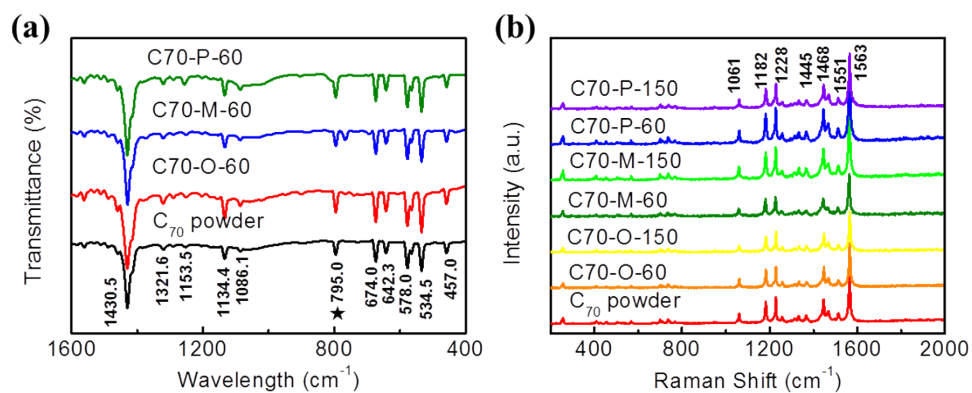 (a)
C70-P-60
C70-M-60
C70-O-60
C₇₀ powder
1430.5
1321.6
1153.5
1134.4
1086.1
795.0
★
674.0
642.3
578.0
534.5
457.0
Transmittance (%)
1600 1400 1200 1000 800 600 400
Wavelength (cm⁻¹)
(b)
1061
1182
1228
1445
1468
1551
1563
C70-P-150
C70-P-60
C70-M-150
C70-M-60
C70-O-150
C70-O-60
C₇₀ powder
Intensity (a.u.)
400 800 1200 1600 2000
Raman Shift (cm⁻¹)